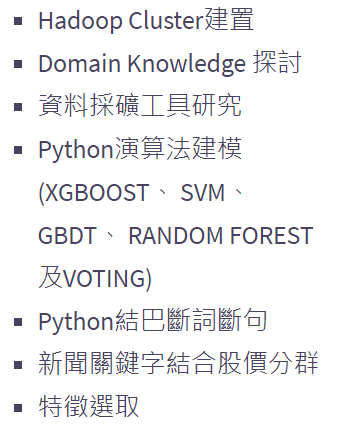 ▪ Hadoop Cluster建置
▪ Domain Knowledge 探討
▪ 資料採礦工具研究
▪ Python演算法建模
(XGBOOST、 SVM、
GBDT、 RANDOM FOREST
及VOTING)
▪ Python結巴斷詞斷句
▪ 新聞關鍵字結合股價分群
▪ 特徵選取